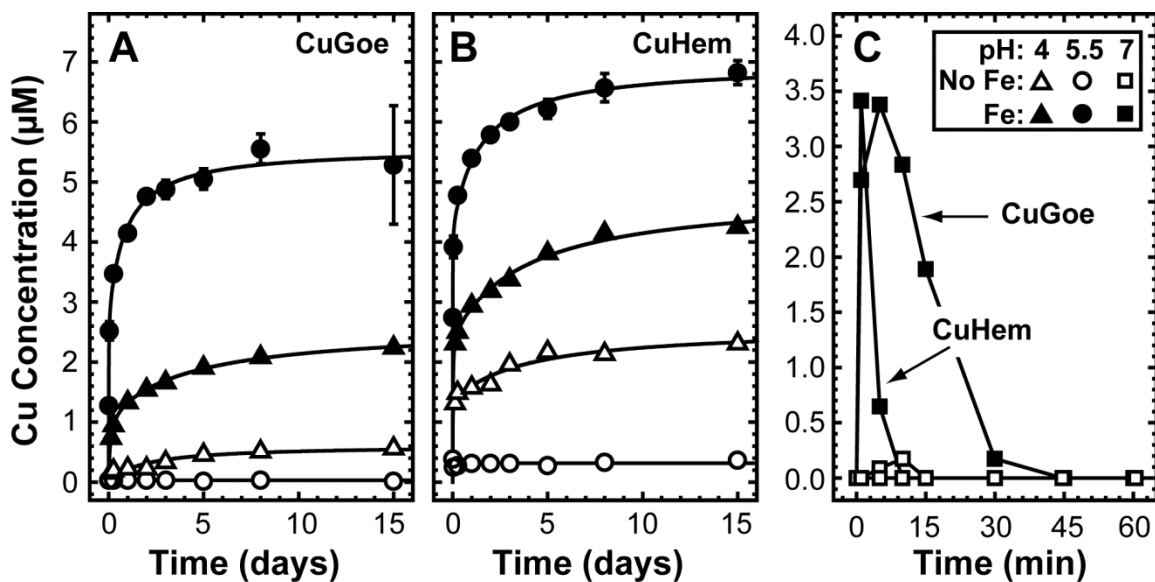 A
CuGoe
B
CuHem
C
pH: 4 5.5 7
No Fe:
Fe:
CuGoe
CuHem
Cu Concentration (µM)
7
6
5
4
3
2
1
0
4.0
3.5
3.0
2.5
2.0
1.5
1.0
0.5
0.0
0 5 10 15
0 5 10 15
0 15 30 45 60
Time (days)
Time (days)
Time (min)